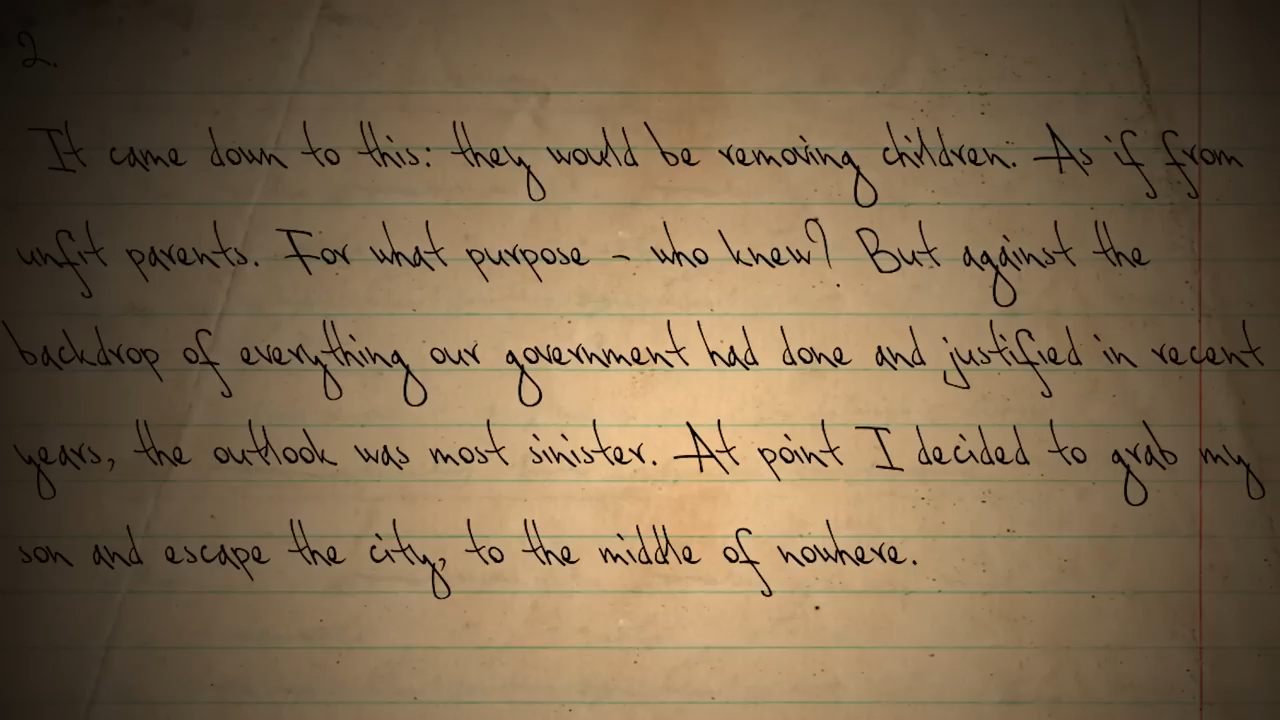 2.
It came down to this: they would be removing children. As if from
unfit parents. For what purpose - who knew? But against the
backdrop of everything our government had done and justified in recent
years, the outlook was most sinister. At point I decided to grab my
son and escape the city, to the middle of nowhere.